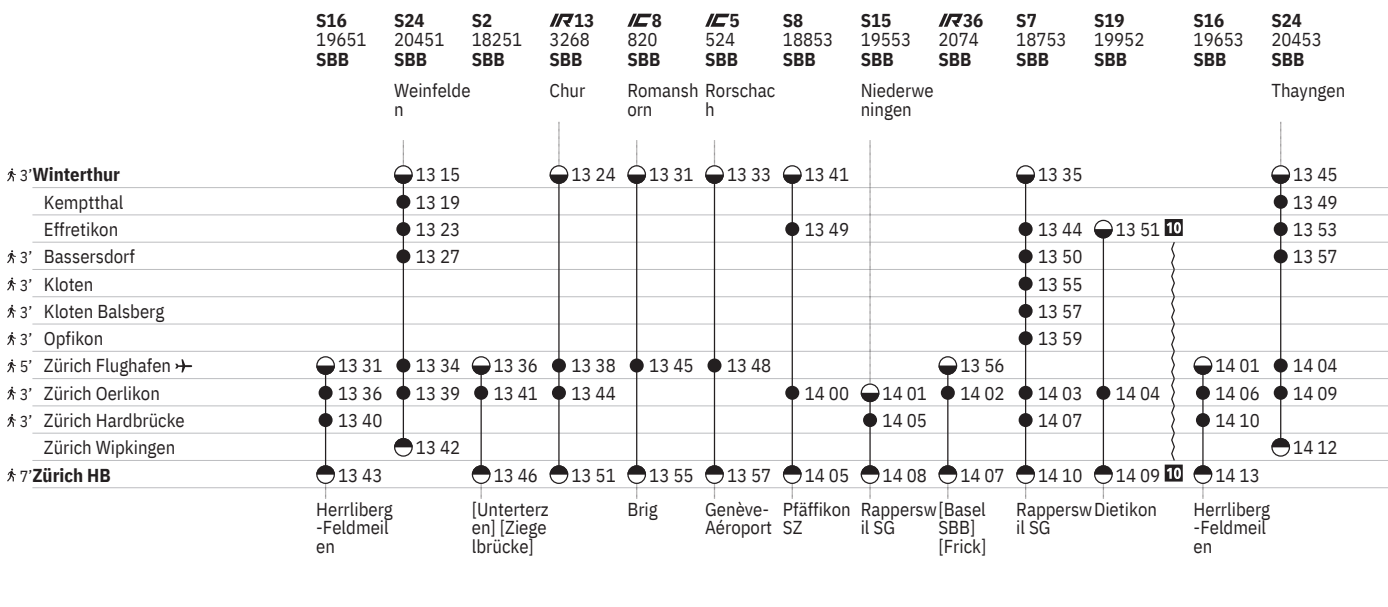 S16 S24 S2 IR13 IC8 IC5 S8 S15 IR36 S7 S19 S16 S24
19651 20451 18251 3268 820 524 18853 19553 2074 18753 19952 19653 20453
SBB SBB SBB SBB SBB SBB SBB SBB SBB SBB SBB SBB SBB
Weinfelde Chur Romansh Rorschac Niederwe Thayngen
n orn h ningen
3' Winterthur 13 15 13 24 13 31 13 33 13 41 13 35 13 45
Kemptthal 13 19 13 49
Effretikon 13 23 13 49 13 44 13 51 10 13 53
3' Bassersdorf 13 27 13 50 13 57
3' Kloten 13 55
3' Kloten Balsberg 13 57
3' Opfikon 13 59
5' Zürich Flughafen 13 31 13 34 13 36 13 38 13 45 13 48 13 56 14 01 14 04
3' Zürich Oerlikon 13 36 13 39 13 41 13 44 14 00 14 01 14 02 14 03 14 04 14 06 14 09
3' Zürich Hardbrücke 13 40 14 05 14 07 14 10
Zürich Wipkingen 13 42 14 12
7' Zürich HB 13 43 13 46 13 51 13 55 13 57 14 05 14 08 14 07 14 10 14 09 10 14 13
Herrliberg [Unterterz Brig Genève- Pfäffikon Rappersw [Basel Rappersw Dietikon Herrliberg
-Feldmeil en] [Ziege Aéroport SZ il SG SBB] il SG -Feldmeil
en lbrücke] [Frick] en